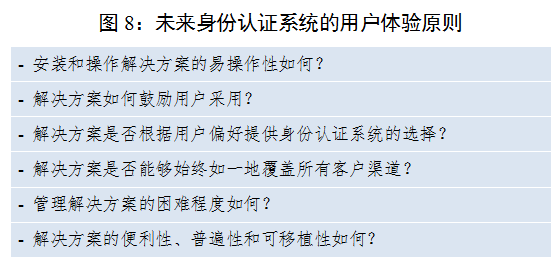 图 8：未来身份认证系统的用户体验原则
- 安装和操作解决方案的易操作性如何？
- 解决方案如何鼓励用户采用？
- 解决方案是否根据用户偏好提供身份认证系统的选择？
- 解决方案是否能够始终如一地覆盖所有客户渠道？
- 管理解决方案的困难程度如何？
- 解决方案的便利性、普遍性和可移植性如何？